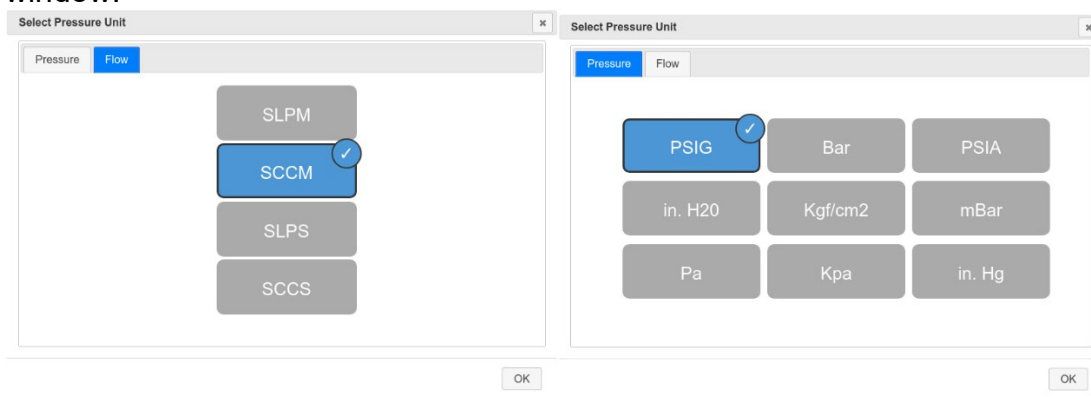 Select Pressure Unit
Pressure Flow
SLPM
SCCM
SLPS
SCCS
OK
Select Pressure Unit
Pressure Flow
PSIG Bar PSIA
in. H20 Kgf/cm2 mBar
Pa Kpa in. Hg
OK